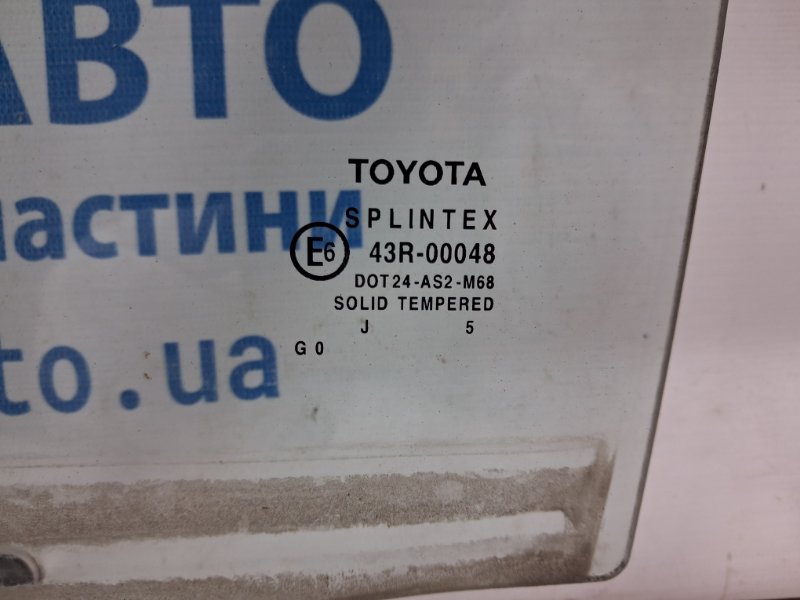 АВТО
TOYOTA
частини
SPLINTEX
E6 43R-00048
DOT24-AS2-M68
SOLID TEMPERED
J 5
G 0
to.ua